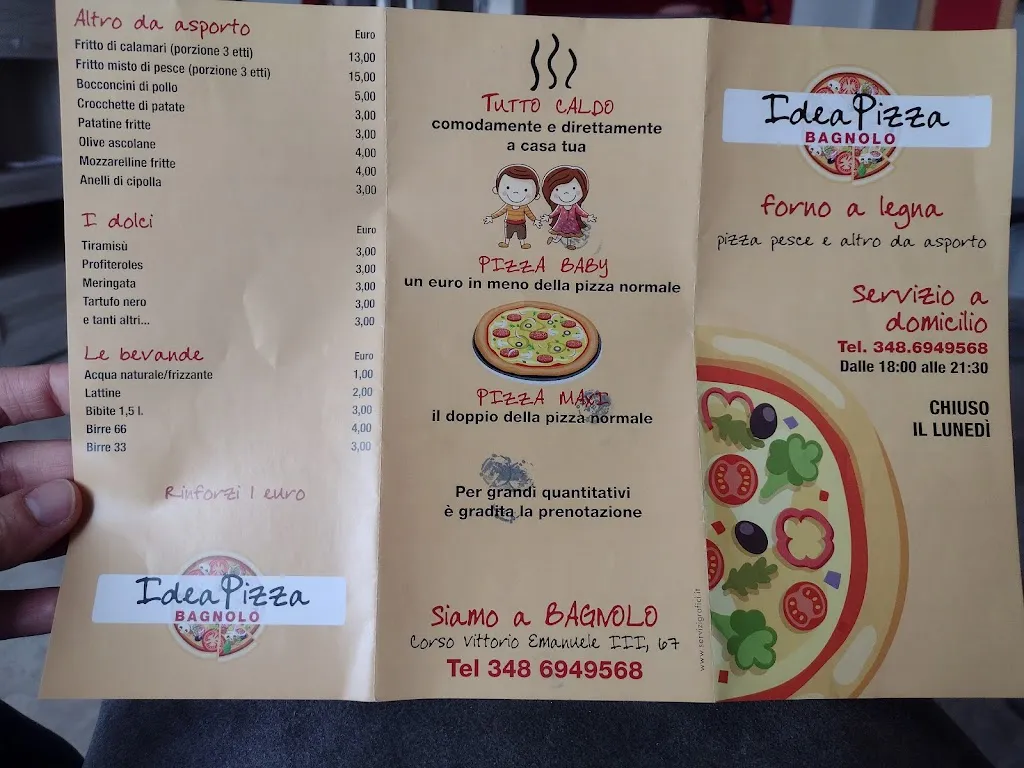 Altro da asporto Euro
Fritto di calamari (porzione 3 etti) 13,00
Fritto misto di pesce (porzione 3 etti) 15,00
Bocconcini di pollo 5,00
Crocchette di patate 3,00
Patatine fritte 3,00
Olive ascolane 4,00
Mozzarelline fritte 4,00
Anelli di cipolla 3,00
I dolci Euro
Tiramisù 3,00
Profiteroles 3,00
Meringata 3,00
Tartufo nero 3,00
e tanti altri... 3,00
Le bevande Euro
Acqua naturale/frizzante 1,00
Lattine 2,00
Bibite 1,5 l. 3,00
Birre 66 4,00
Birre 33 3,00
Rinforzi 1 euro
IdeaPizza
BAGNOLO
TUTTO CALDO
comodamente e direttamente
a casa tua
PIZZA BABY
un euro in meno della pizza normale
PIZZA MAXI
il doppio della pizza normale
Per grandi quantitativi
è gradita la prenotazione
Siamo a BAGNOLO
Corso Vittorio Emanuele III, 67
Tel 348 6949568
IdeaPizza
BAGNOLO
forno a legna
pizza pesce e altro da asporto
servizio a
domicilio
Tel. 348.6949568
Dalle 18:00 alle 21:30
CHIUSO
IL LUNEDÌ
www.servizigrafici.it